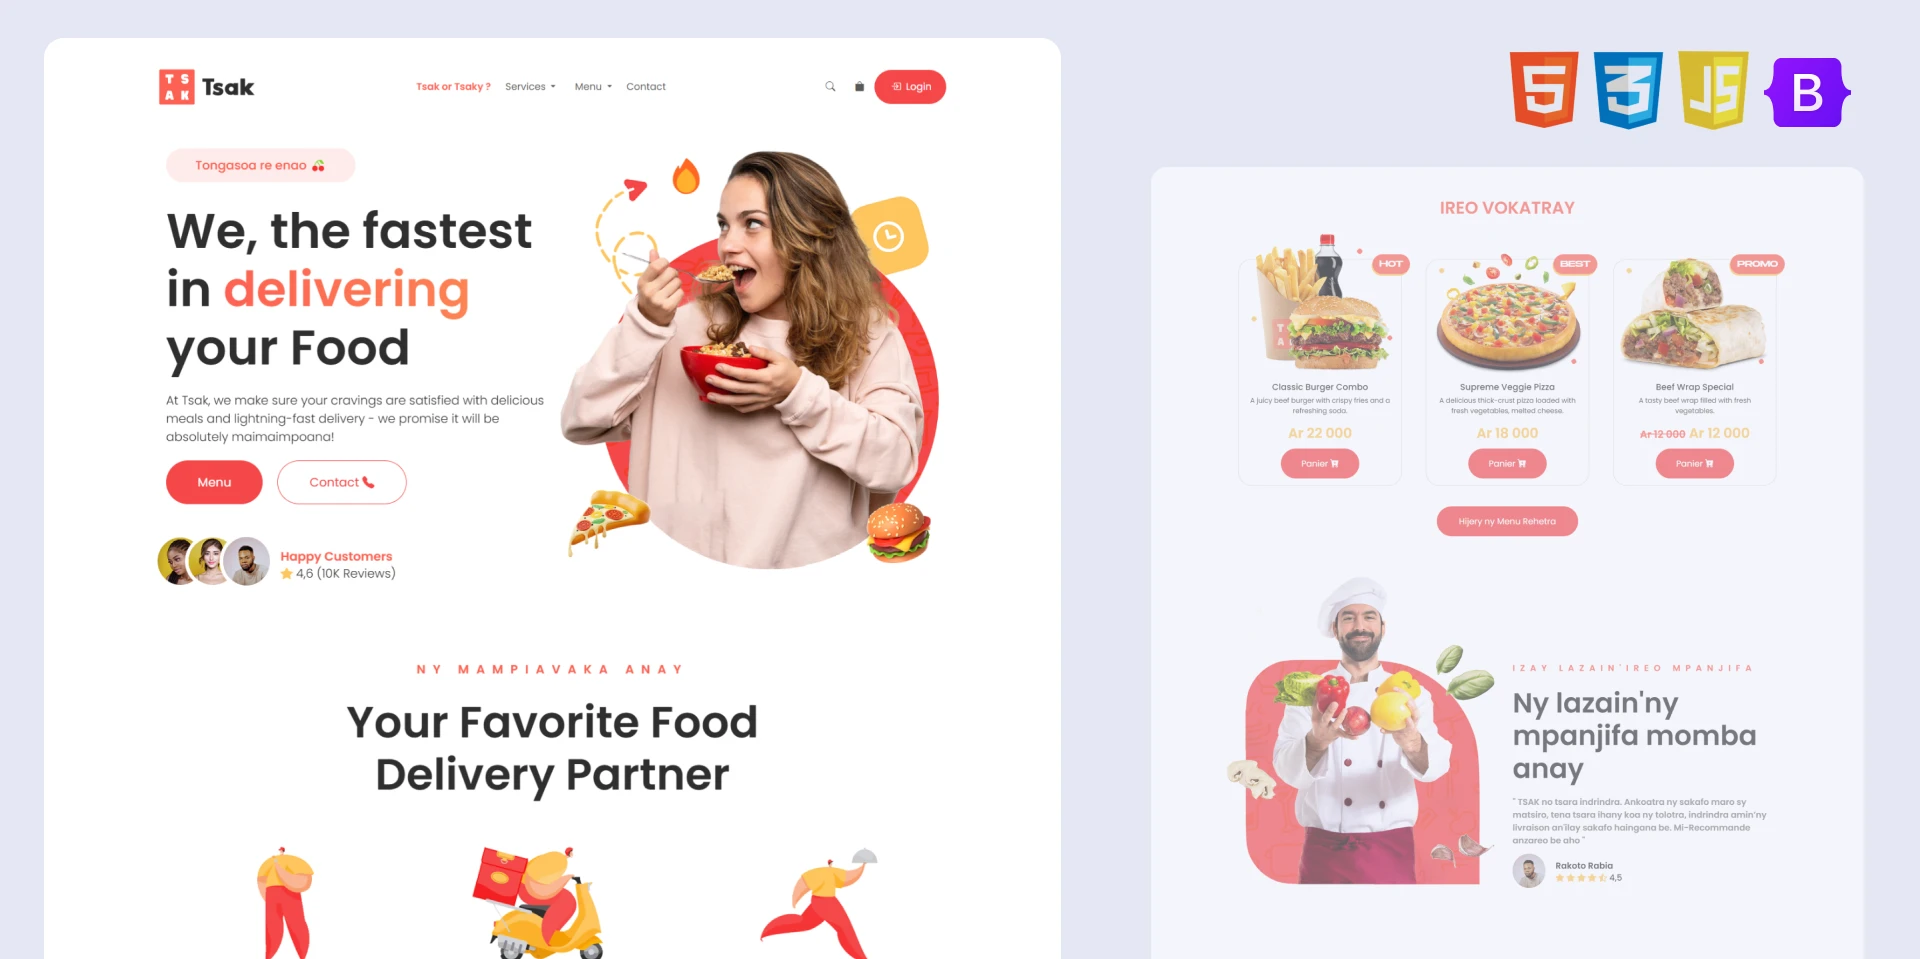 TS
AK
Tsak
Tsak or Tsaky ?
Services
Menu
Contact
Login
Tongasoa re enao
We, the fastest
in delivering
your Food
At Tsak, we make sure your cravings are satisfied with delicious
meals and lightning-fast delivery - we promise it will be
absolutely maimaimpoana!
Menu
Contact
Happy Customers
4,6 (10K Reviews)
NY MAMPIAVAKA ANAY
Your Favorite Food
Delivery Partner
5
3
JS
B
IREO VOKATRAY
HOT
BEST
PROMO
Classic Burger Combo
A juicy beef burger with crispy fries and a
refreshing soda.
Ar 22 000
Panier
Supreme Veggie Pizza
A delicious thick-crust pizza loaded with
fresh vegetables, melted cheese.
Ar 18 000
Panier
Beef Wrap Special
A tasty beef wrap filled with fresh
vegetables.
Ar 12 000 Ar 12 000
Panier
Hijery ny Menu Rehetra
IZAY LAZAIN'IREO MPANJIFA
Ny lazain'ny
mpanjifa momba
anay
" TSAK no tsara indrindra. Ankoatra ny sakafo maro sy
matsiro, tena tsara ihany koa ny tolotra, indrindra amin'ny
livraison an'ilay sakafo haingana be. Mi-Recommande
anzareo be aho "
Rakoto Rabia
4,5